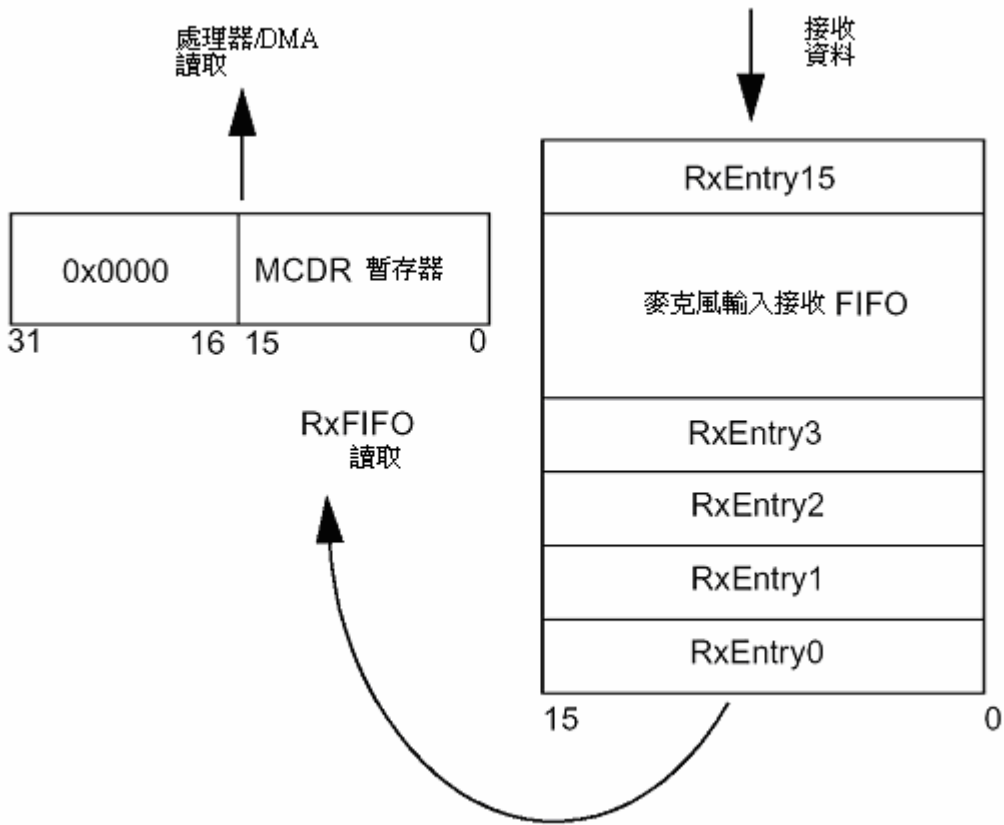 處理器/DMA
讀取
接收
資料
0x0000
MCDR 暫存器
31
16
15
0
RxFIFO
讀取
RxEntry15
麥克風輸入接收 FIFO
RxEntry3
RxEntry2
RxEntry1
RxEntry0
15
0